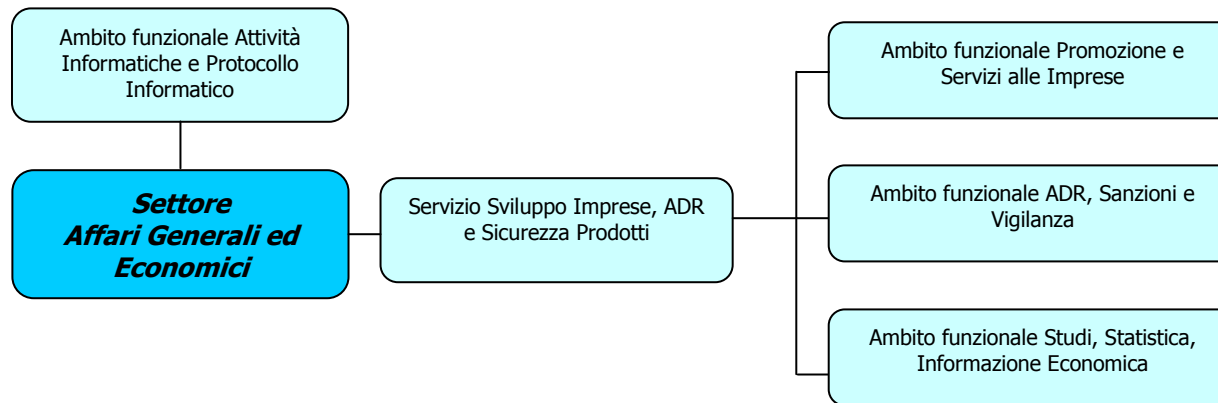 Ambito funzionale Attività
Informatiche e Protocollo
Informatico
Settore
Affari Generali ed
Economici
Servizio Sviluppo Imprese, ADR
e Sicurezza Prodotti
Ambito funzionale Promozione e
Servizi alle Imprese
Ambito funzionale ADR, Sanzioni e
Vigilanza
Ambito funzionale Studi, Statistica,
Informazione Economica